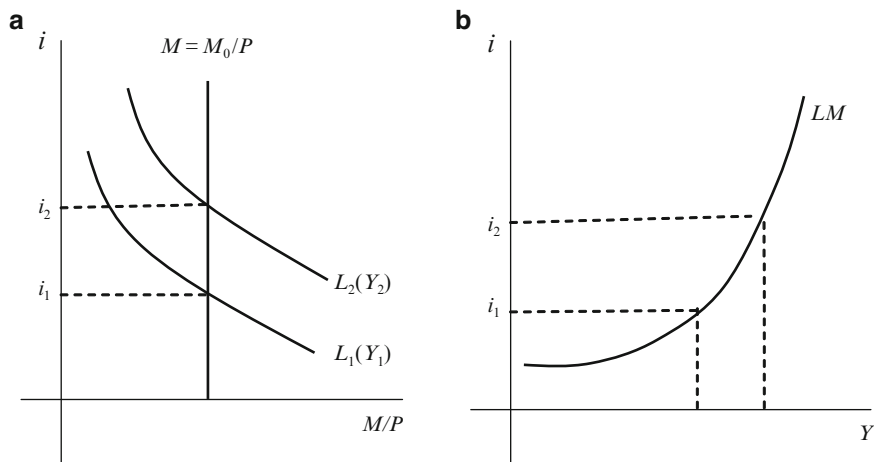 a
i
M = M₀/P
i₂
i₁
L₂(Y₂)
L₁(Y₁)
M/P
b
i
LM
i₂
i₁
Y